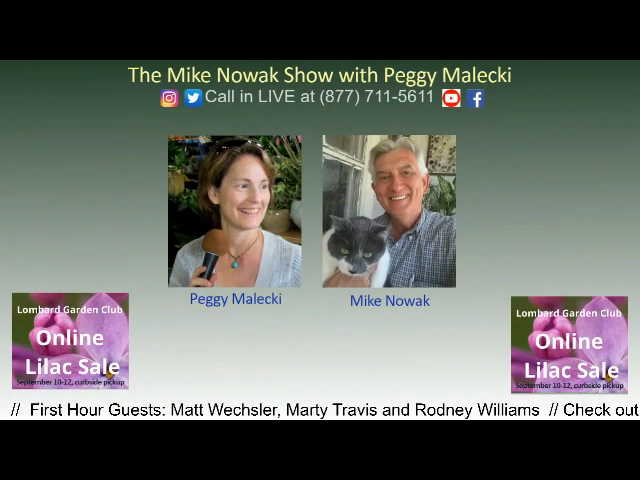 The Mike Nowak Show with Peggy Malecki
Call in LIVE at (877) 711-5611
Peggy Malecki
Mike Nowak
Lombard Garden Club
Online
Lilac Sale
September 10-12, curbside pickup
Lombard Garden Club
Online
Lilac Sale
September 10-12, curbside pickup
// First Hour Guests: Matt Wechsler, Marty Travis and Rodney Williams // Check out